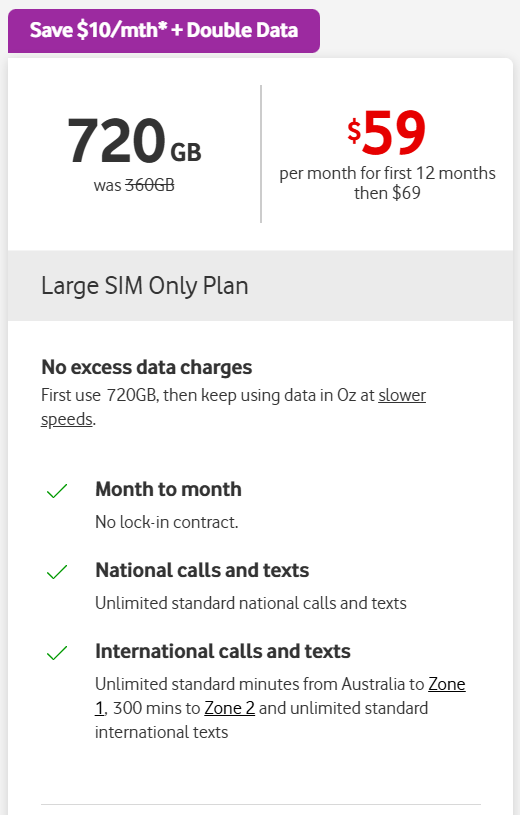 Save $10/mth* + Double Data
720 GB
was 360GB
$59
per month for first 12 months
then $69
Large SIM Only Plan
No excess data charges
First use 720GB, then keep using data in Oz at slower
speeds.
Month to month
No lock-in contract.
National calls and texts
Unlimited standard national calls and texts
International calls and texts
Unlimited standard minutes from Australia to Zone
1, 300 mins to Zone 2 and unlimited standard
international texts